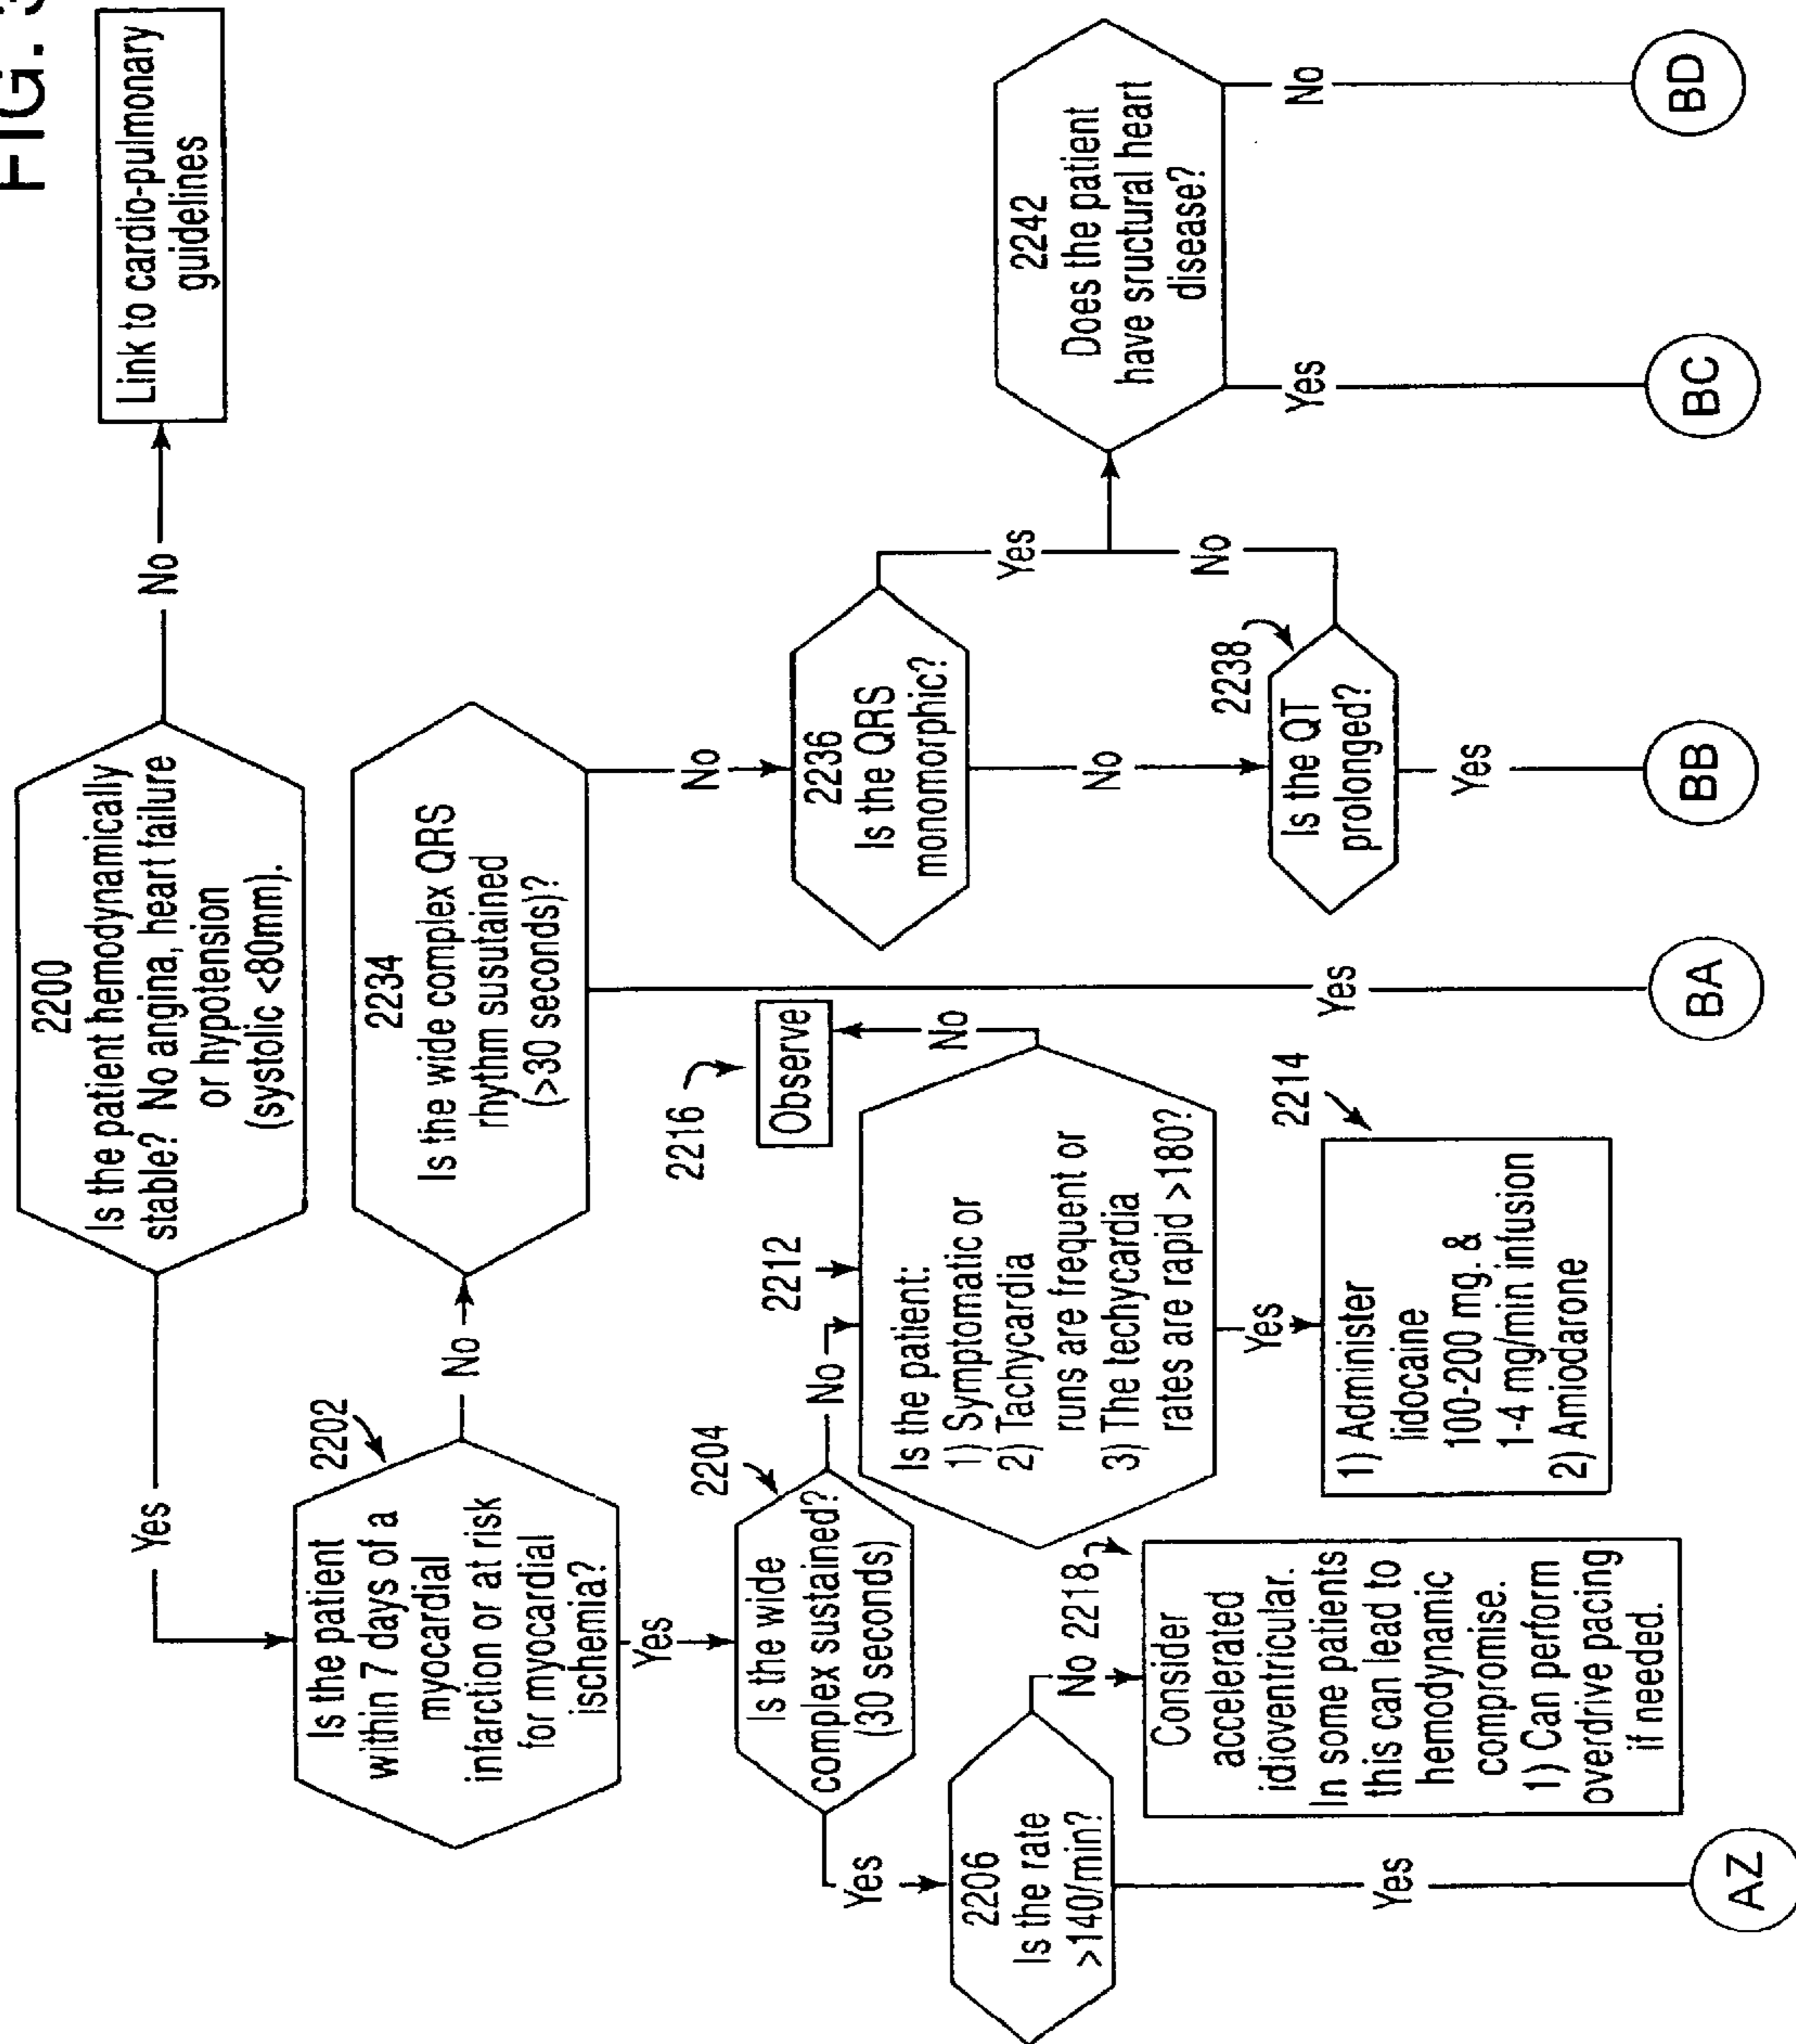 FIG.
2200
Is the patient hemodynamically
stable? No angina, heart failure
or hypotension
(systolic <80mm).
No
Link to cardio-pulmonary
guidelines
Yes
2202
Is the patient
within 7 days of a
myocardial
infarction or at risk
for myocardial
ischemia?
No
2234
Is the wide complex QRS
rhythm susutained
(>30 seconds)?
Yes
2204
Is the wide
complex sustained?
(30 seconds)
No
2212
Is the patient:
1) Symptomatic or
2) Tachycardia
runs are frequent or
3) The techycardia
rates are rapid >180?
No
2216
Observe
Yes
2214
1) Administer
lidocaine
100-200 mg. &
1-4 mg/min infusion
2) Amiodarone
Yes
2206
Is the rate
>140/min?
No
2218
Consider
accelerated
idioventricular.
In some patients
this can lead to
hemodynamic
compromise.
1) Can perform
overdrive pacing
if needed.
Yes
AZ
Yes
BA
No
2236
Is the QRS
monomorphic?
Yes
No
2238
Is the QT
prolonged?
No
Yes
BB
2242
Does the patient
have sructural heart
disease?
Yes
BC
No
BD